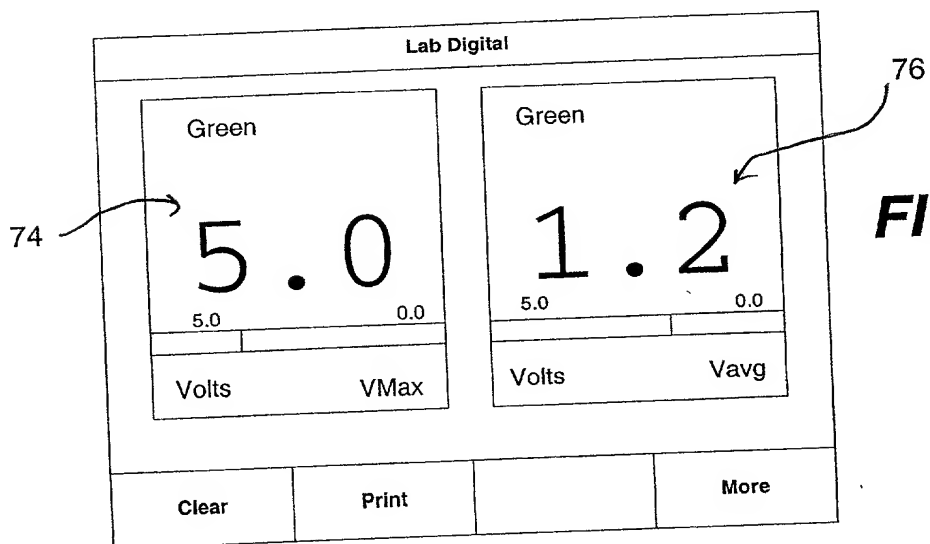 Lab Digital
76
Green
Green
74
5.0
1.2
FI
5.0 0.0
5.0 0.0
Volts VMax
Volts Vavg
Clear Print More